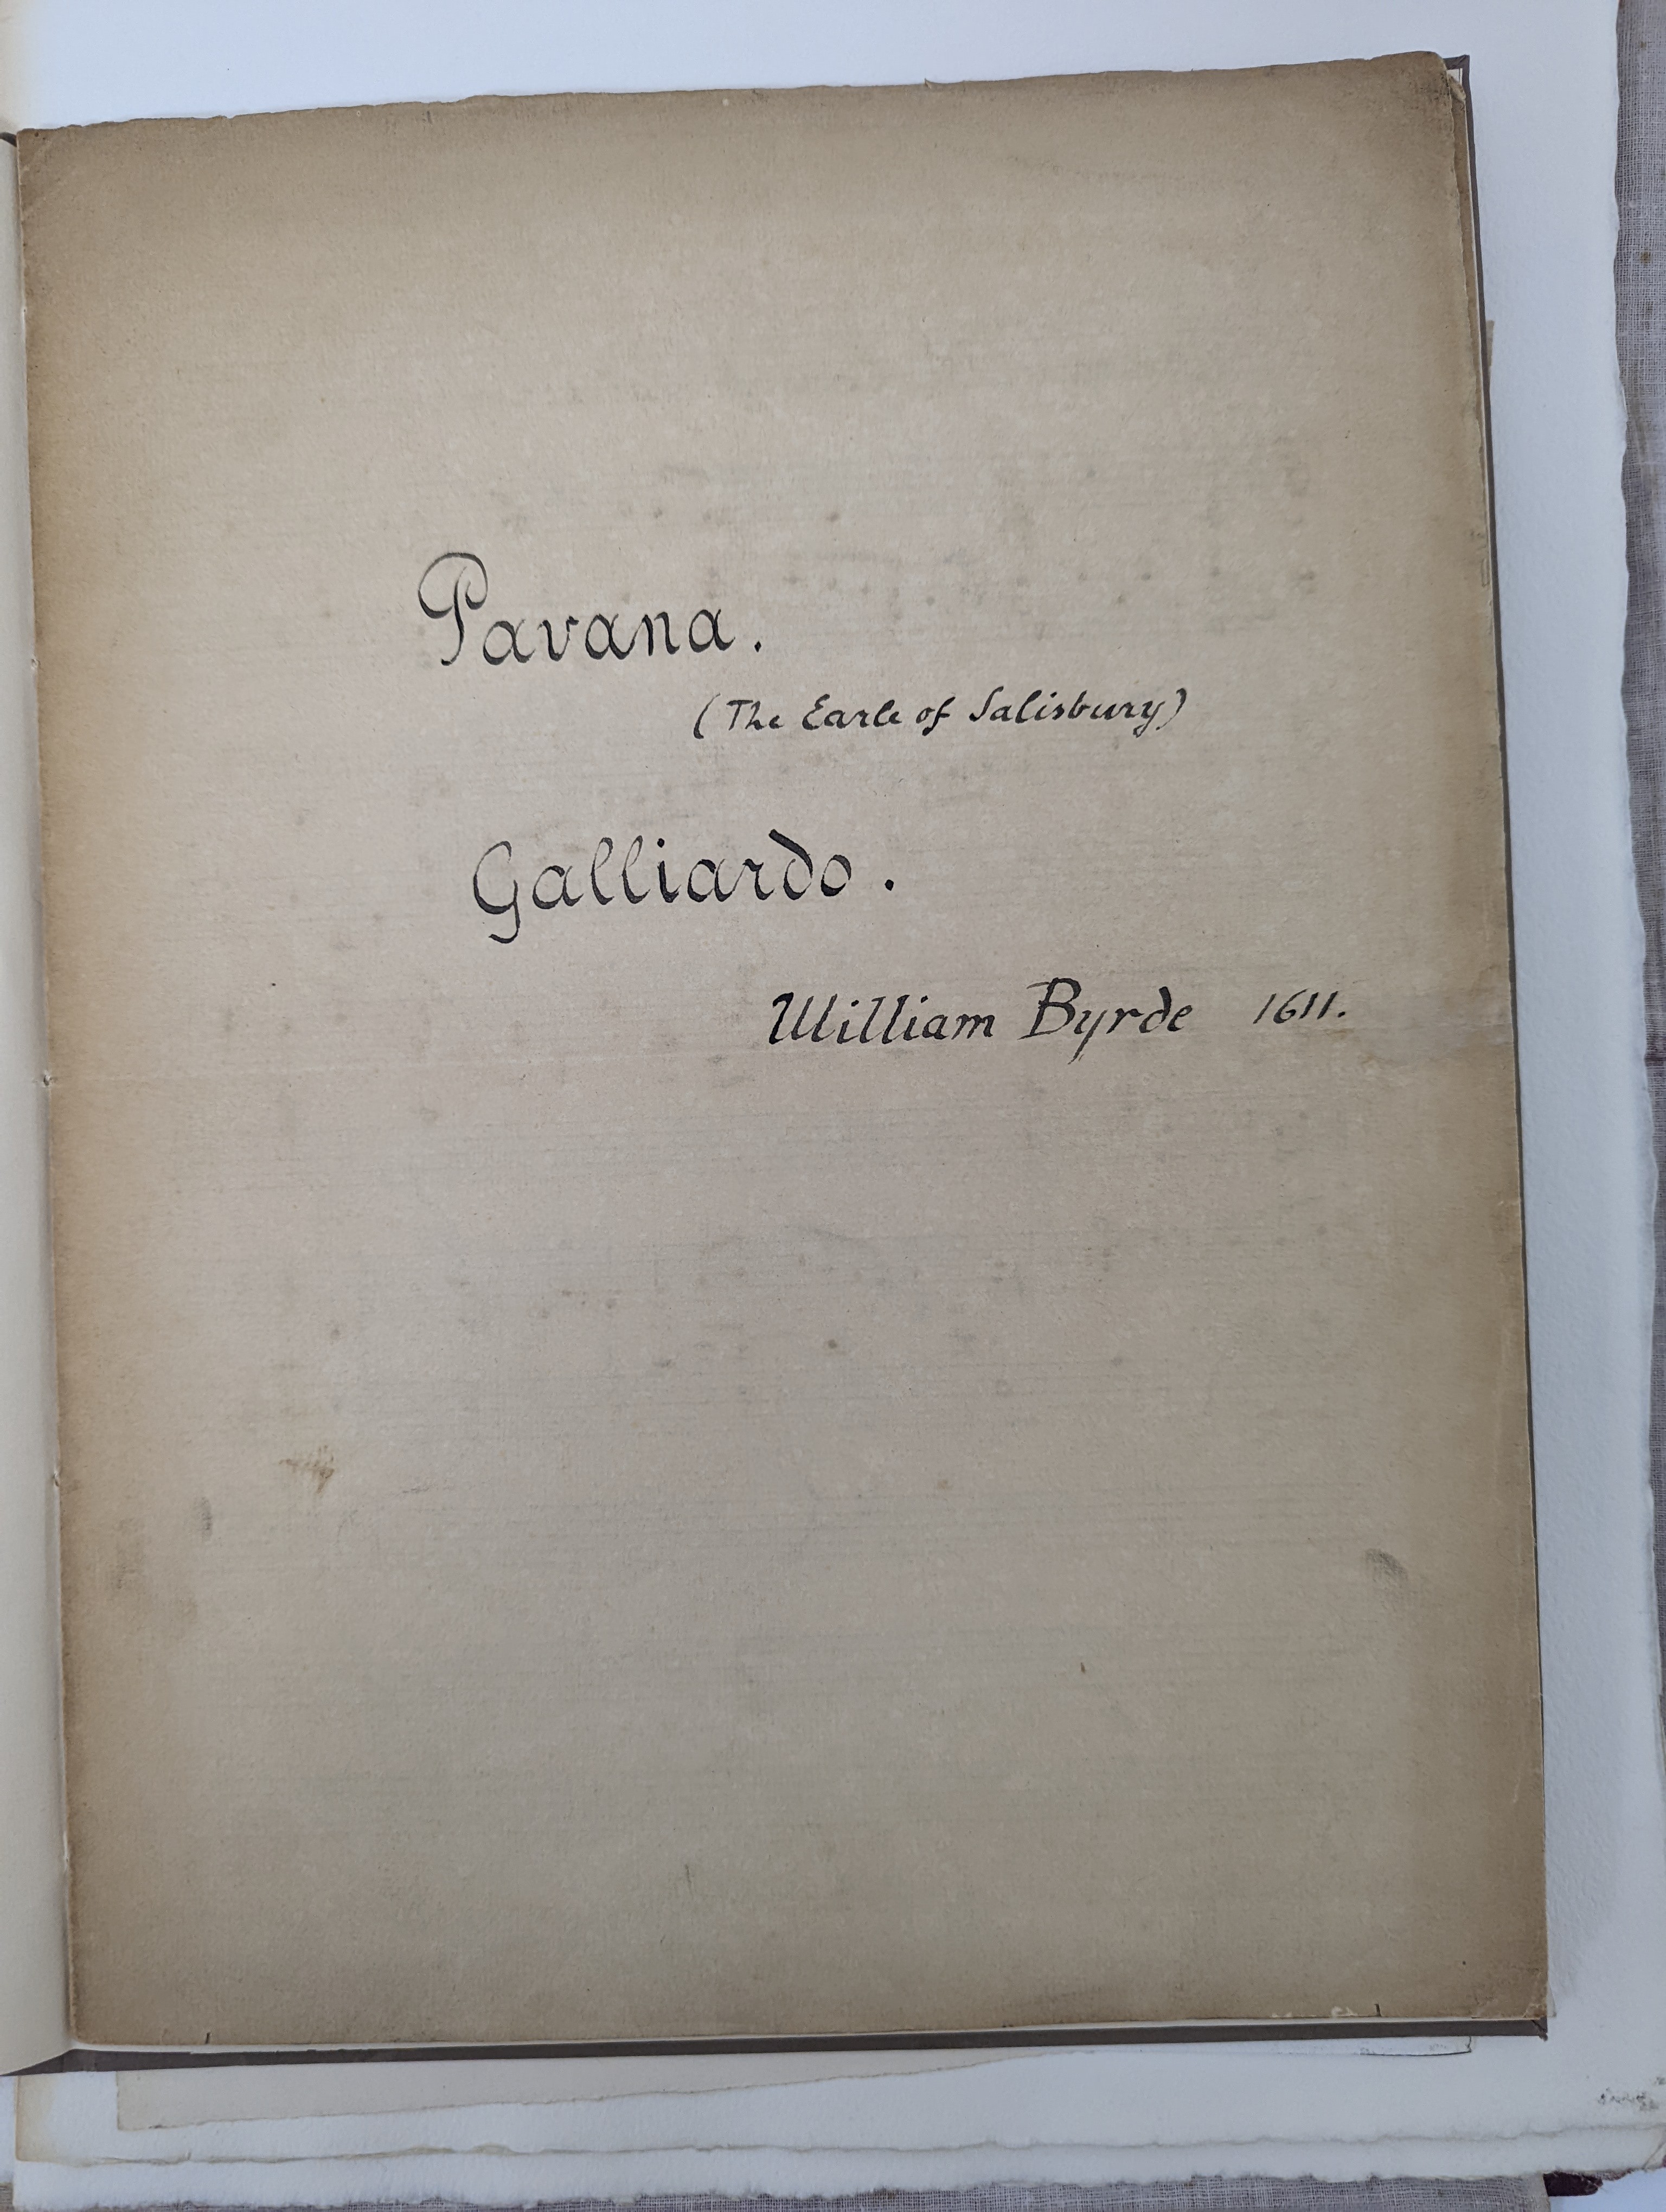 Pavana.
(The Earle of Salisbury)
Galliardo.
William Byrde 1611.